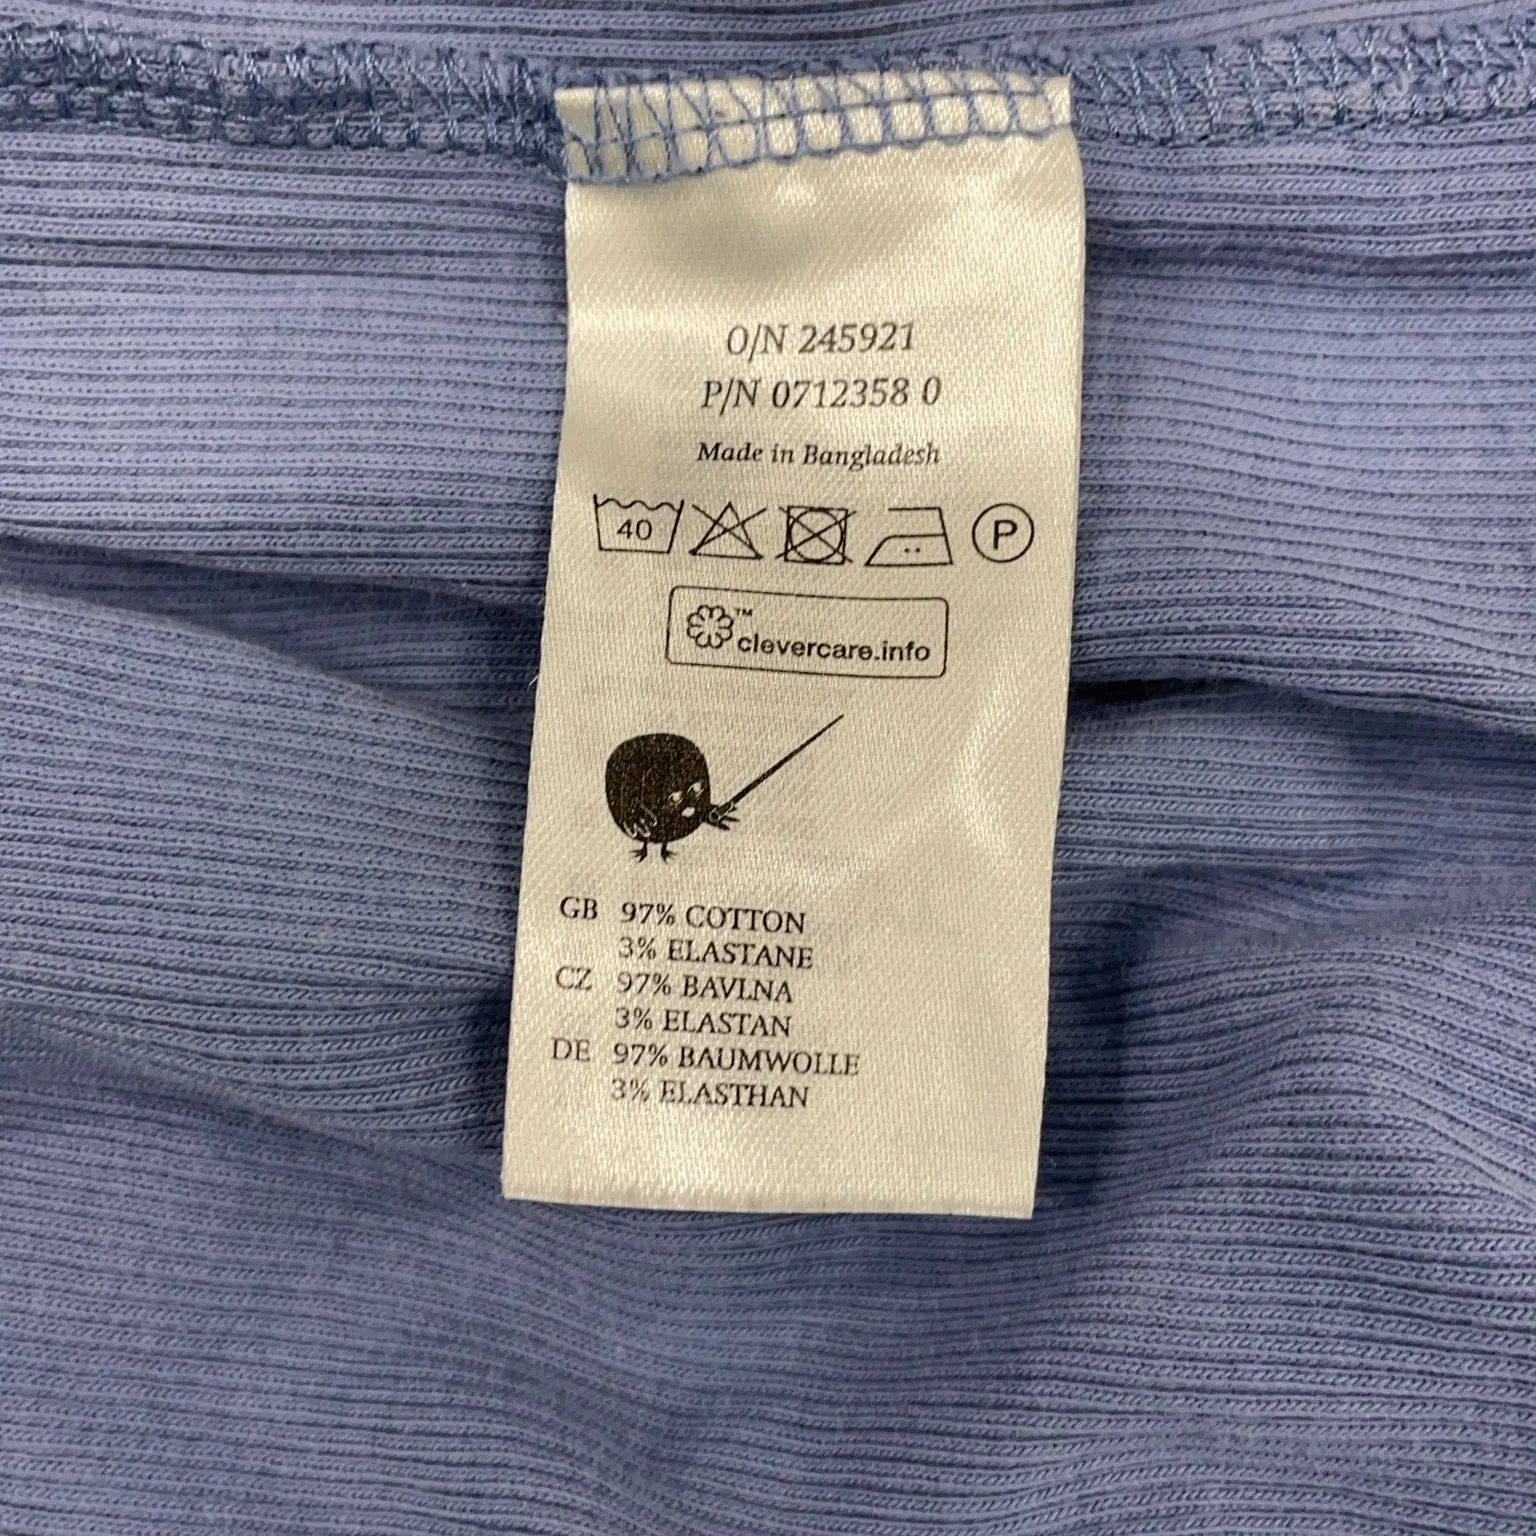 O/N 245921
P/N 0712358 0
Made in Bangladesh
40 P
™
clevercare.info
GB 97% COTTON
3% ELASTANE
CZ 97% BAVLNA
3% ELASTAN
DE 97% BAUMWOLLE
3% ELASTHAN